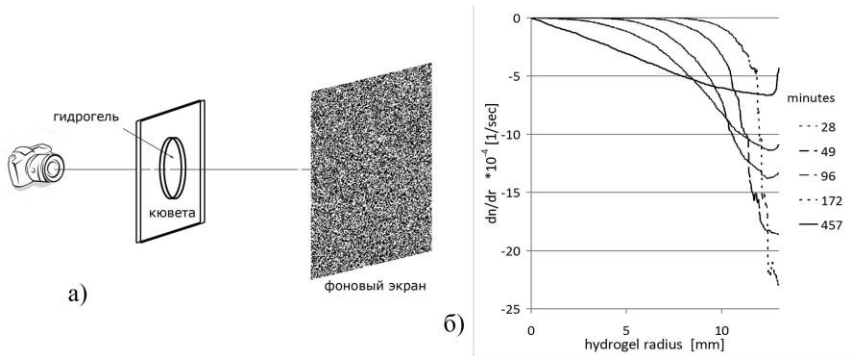 гидрогель
кювета
фоновый экран
а)
0
-5
-10
-15
-20
-25
dn/dr *10⁻⁴ [1/sec]
0 5 10
hydrogel radius [mm]
minutes
28
49
96
172
457
б)